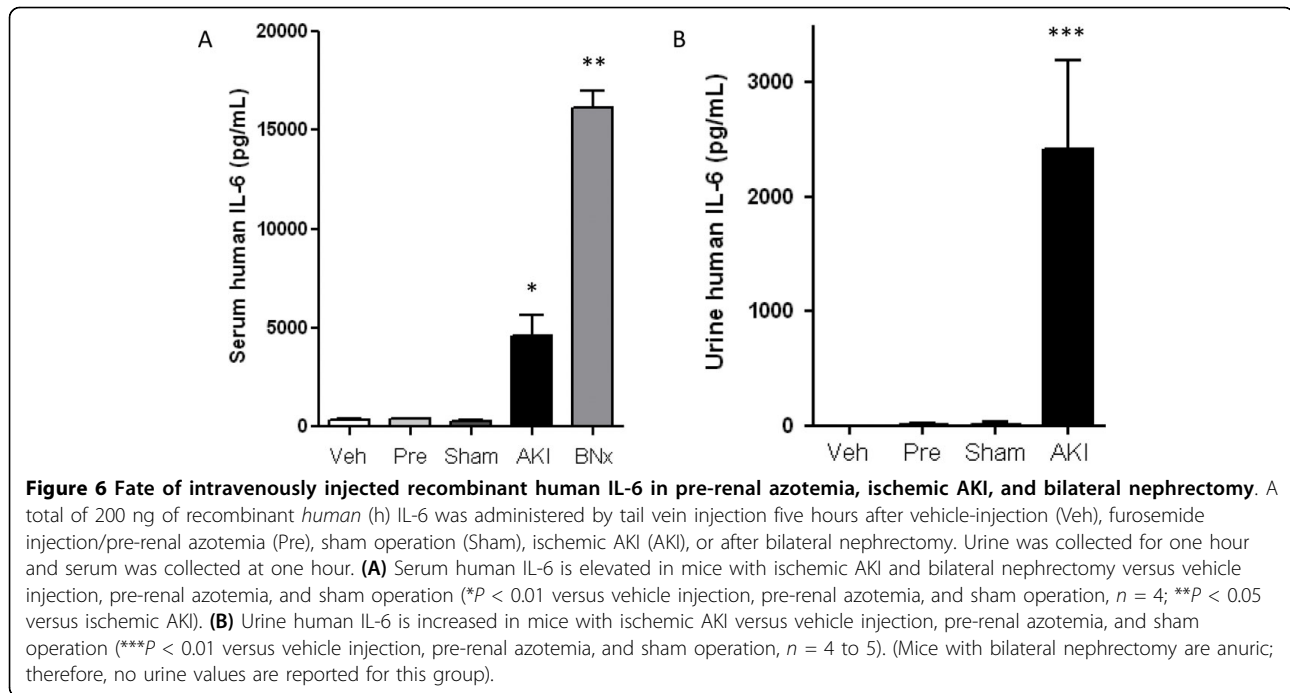 A
20000
15000
10000
5000
0
Serum human IL-6 (pg/mL)
*
**
Veh Pre Sham AKI BNx
B
3000
2000
1000
0
Urine human IL-6 (pg/mL)
***
Veh Pre Sham AKI
Figure 6 Fate of intravenously injected recombinant human IL-6 in pre-renal azotemia, ischemic AKI, and bilateral nephrectomy. A
total of 200 ng of recombinant human (h) IL-6 was administered by tail vein injection five hours after vehicle-injection (Veh), furosemide
injection/pre-renal azotemia (Pre), sham operation (Sham), ischemic AKI (AKI), or after bilateral nephrectomy. Urine was collected for one hour
and serum was collected at one hour. (A) Serum human IL-6 is elevated in mice with ischemic AKI and bilateral nephrectomy versus vehicle
injection, pre-renal azotemia, and sham operation (*P < 0.01 versus vehicle injection, pre-renal azotemia, and sham operation, n = 4; **P < 0.05
versus ischemic AKI). (B) Urine human IL-6 is increased in mice with ischemic AKI versus vehicle injection, pre-renal azotemia, and sham
operation (***P < 0.01 versus vehicle injection, pre-renal azotemia, and sham operation, n = 4 to 5). (Mice with bilateral nephrectomy are anuric;
therefore, no urine values are reported for this group).